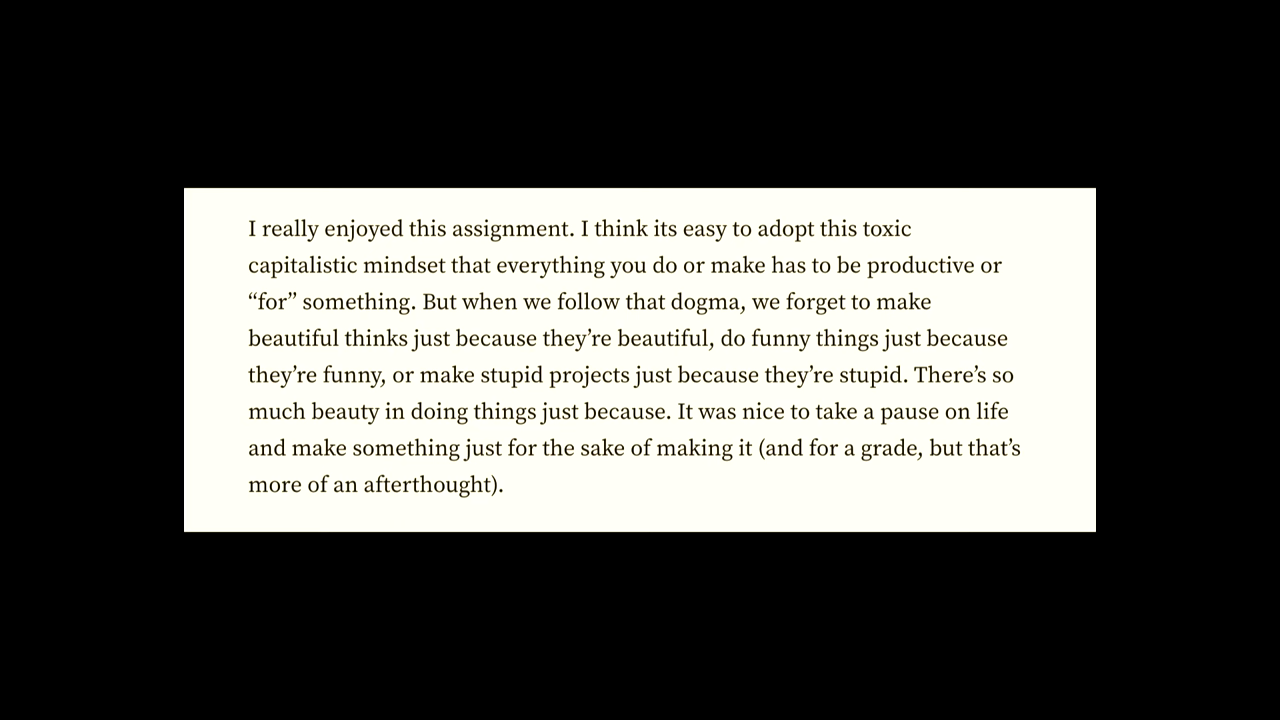 I really enjoyed this assignment. I think its easy to adopt this toxic
capitalistic mindset that everything you do or make has to be productive or
“for” something. But when we follow that dogma, we forget to make
beautiful thinks just because they’re beautiful, do funny things just because
they’re funny, or make stupid projects just because they’re stupid. There’s so
much beauty in doing things just because. It was nice to take a pause on life
and make something just for the sake of making it (and for a grade, but that’s
more of an afterthought).